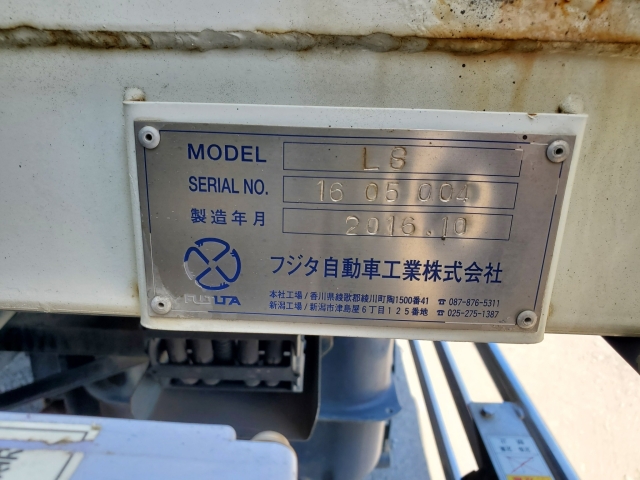 MODEL LS
SERIAL NO. 16 05 004
製造年月 2016.10
FUJITA
フジタ自動車工業株式会社
本社工場/香川県綾歌郡綾川町陶1500番41 ☎087-876-5311
新潟工場/新潟市津島屋6丁目125番地 ☎025-275-1387